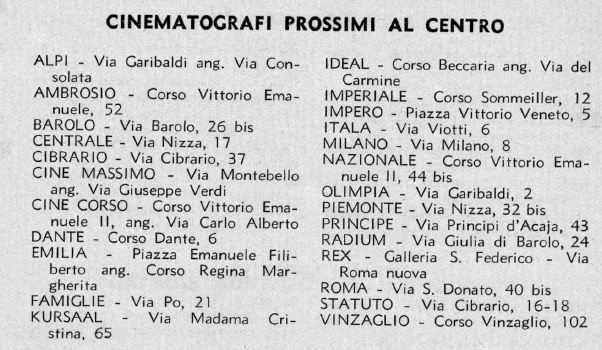 CINEMATOGRAFI PROSSIMI AL CENTRO
ALPI - Via Garibaldi ang. Via Con-
solata
AMBROSIO - Corso Vittorio Ema-
nuele, 52
BAROLO - Via Barolo, 26 bis
CENTRALE - Via Nizza, 17
CIBRARIO - Via Cibrario, 37
CINE MASSIMO - Via Montebello
ang. Via Giuseppe Verdi
CINE CORSO - Corso Vittorio Ema-
nuele II, ang. Via Carlo Alberto
DANTE - Corso Dante, 6
EMILIA - Piazza Emanuele Fili-
berto ang. Corso Regina Mar-
gherita
FAMIGLIE - Via Po, 21
KURSAAL - Via Madama Cri-
stina, 65
IDEAL - Corso Beccaria ang. Via del
Carmine
IMPERIALE - Corso Sommeiller, 12
IMPERO - Piazza Vittorio Veneto, 5
ITALA - Via Viotti, 6
MILANO - Via Milano, 8
NAZIONALE - Corso Vittorio Ema-
nuele II, 44 bis
OLIMPIA - Via Garibaldi, 2
PIEMONTE - Via Nizza, 32 bis
PRINCIPE - Via Principi d'Acaja, 43
RADIUM - Via Giulia di Barolo, 24
REX - Galleria S. Federico - Via
Roma nuova
ROMA - Via S. Donato, 40 bis
STATUTO - Via Cibrario, 16-18
VINZAGLIO - Corso Vinzaglio, 102